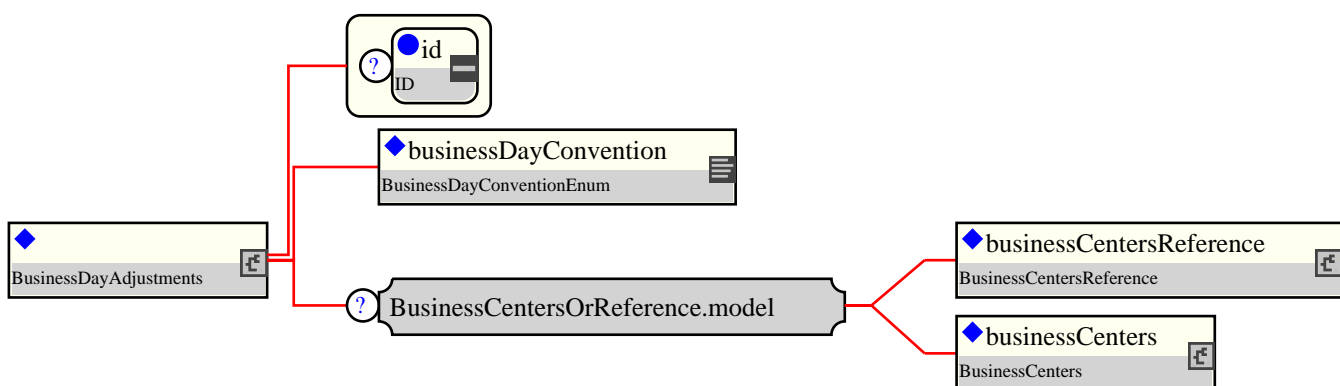 ?
id
ID
businessDayConvention
BusinessDayConventionEnum
BusinessDayAdjustments
?
BusinessCentersOrReference.model
businessCentersReference
BusinessCentersReference
businessCenters
BusinessCenters